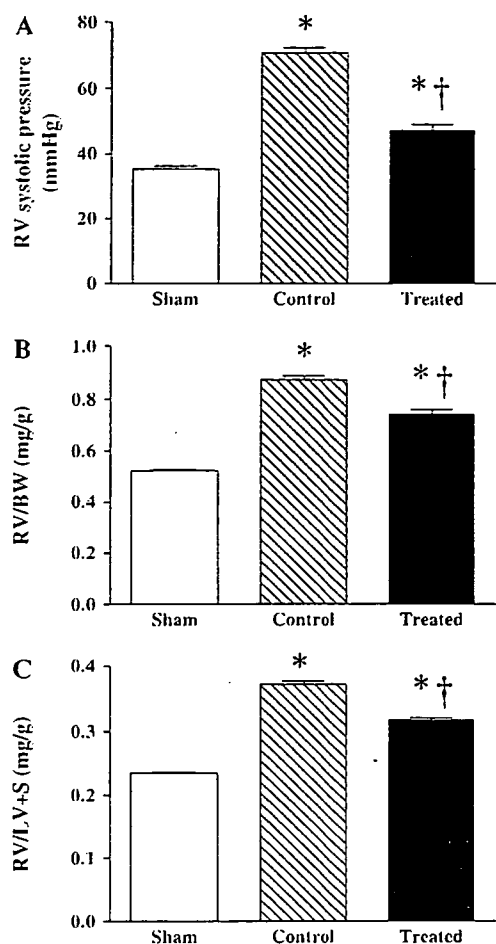 A
RV systolic pressure
(mmHg)
80
60
40
20
0
*
*†
Sham Control Treated
B
RV/BW (mg/g)
1.0
0.8
0.6
0.4
0.2
0.0
*
*†
Sham Control Treated
C
RV/LV+S (mg/g)
0.4
0.3
0.2
0.1
0.0
*
*†
Sham Control Treated